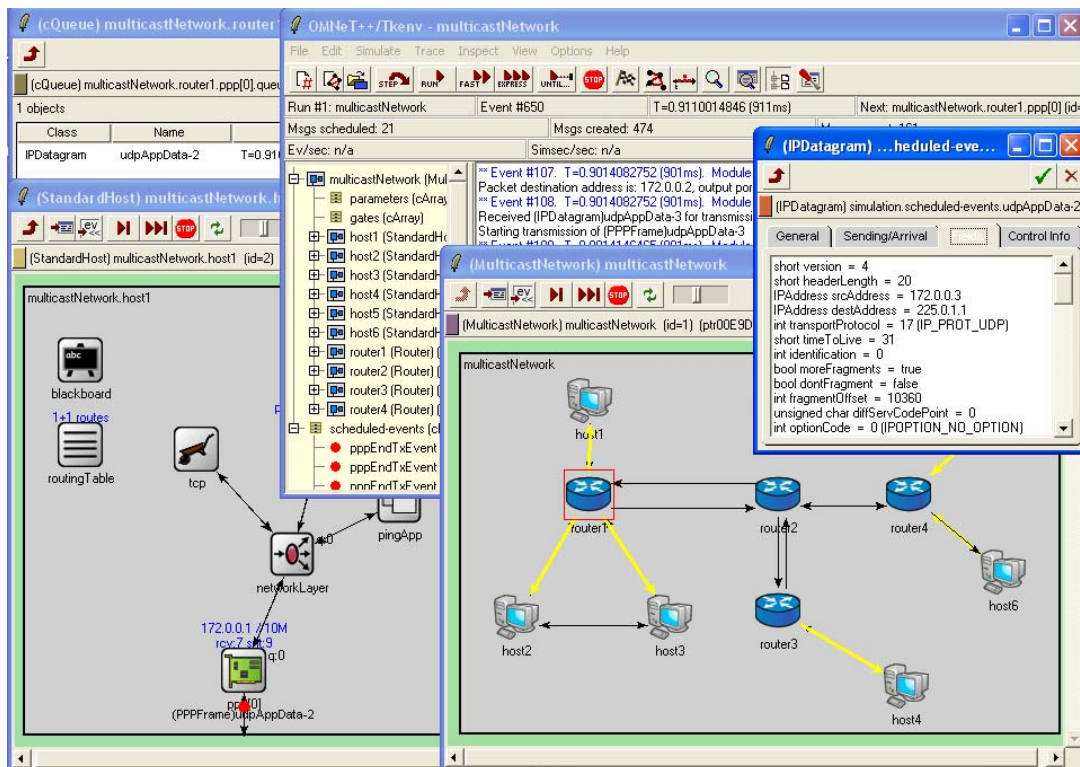 (cQueue) multicastNetwork.router
(cQueue) multicastNetwork.router1.ppp[0].queu
1 objects
Class Name
IPDatagram udpAppData-2 T=0.91
(StandardHost) multicastNetwork.h
(StandardHost) multicastNetwork.host1 (id=2)
multicastNetwork.host1
abc
blackboard
1+1 routes
routingTable
tcp
pingApp
networkLayer
172.0.0.1 / 10M
q:0
(PPPFrame)udpAppData-2
OMNeT++/Tkenv - multicastNetwork
File Edit Simulate Trace Inspect View Options Help
STEP RUN FAST EXPRESS UNTIL... STOP
Run #1: multicastNetwork Event #650 T=0.9110014846 (911ms) Next: multicastNetwork.router1.ppp[0] (id=
Msgs scheduled: 21 Msgs created: 474
Ev/sec: n/a Simsec/sec: n/a
multicastNetwork (Mul
parameters (cArray
gates (cArray)
host1 (StandardHo
host2 (StandardH
host3 (StandardH
host4 (StandardH
host5 (StandardH
host6 (StandardH
router1 (Router) (
router2 (Router) (
router3 (Router) (
router4 (Router) (
scheduled-events (c
pppEndTxEvent
pppEndTxEvent
pppEndTxEvent
** Event #107. T=0.9014082752 (901ms). Module
Packet destination address is: 172.0.0.2, output por
** Event #108. T=0.9014082752 (901ms). Module
Received (IPDatagram)udpAppData-3 for transmissi
Starting transmission of (PPPFrame)udpAppData-3
(MulticastNetwork) multicastNetwork
STOP
(MulticastNetwork) multicastNetwork (id=1) (ptr00E9D
multicastNetwork
host1
router1
router2
router4
host2
host3
router3
host6
host4
(IPDatagram) ...heduled-eve...
(IPDatagram) simulation.scheduled-events.udpAppData-2
General Sending/Arrival Control Info
short version = 4
short headerLength = 20
IPAddress srcAddress = 172.0.0.3
IPAddress destAddress = 225.0.1.1
int transportProtocol = 17 (IP_PROT_UDP)
short timeToLive = 31
int identification = 0
bool moreFragments = true
bool dontFragment = false
int fragmentOffset = 10360
unsigned char diffServCodePoint = 0
int optionCode = 0 (IPOPTION_NO_OPTION)